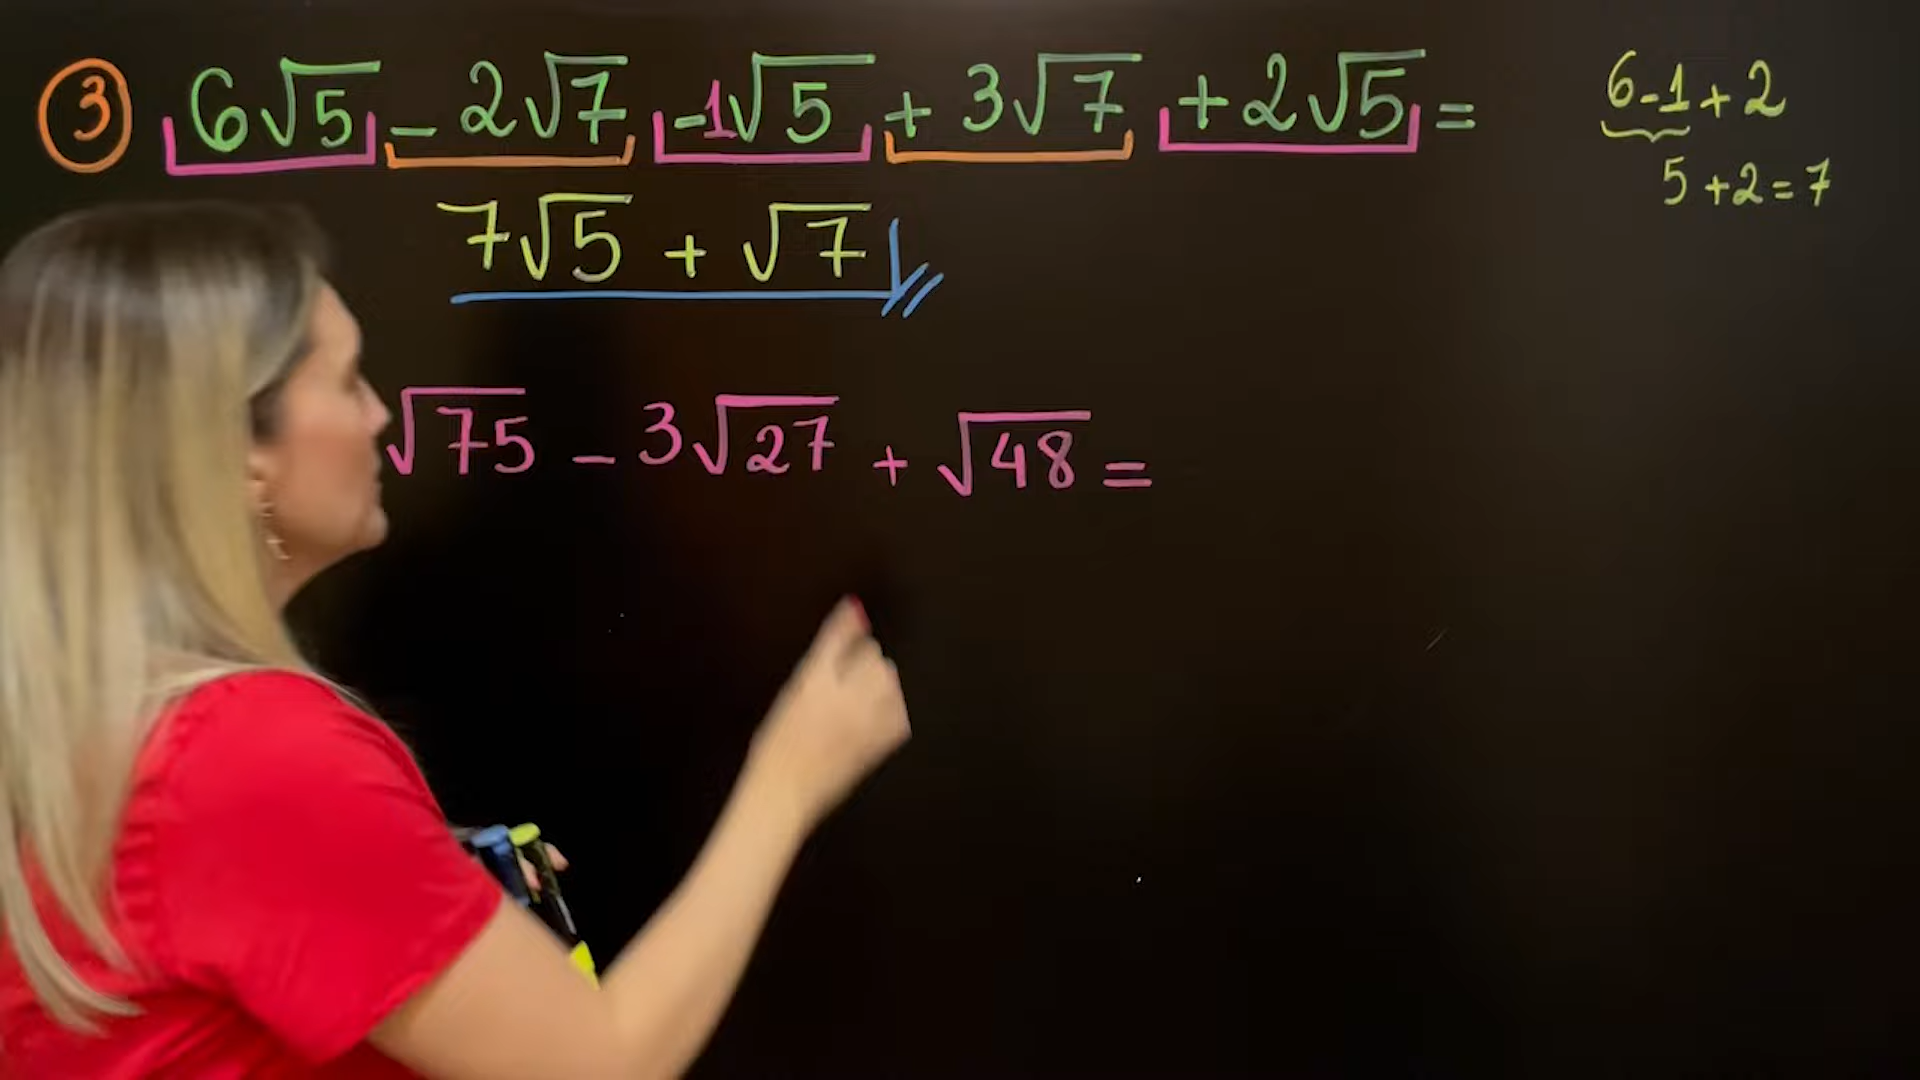 ③ 6√5 - 2√7 -1√5 + 3√7 + 2√5 =
7√5 + √7
6-1+2
5+2=7
√75 - 3√27 + √48 =